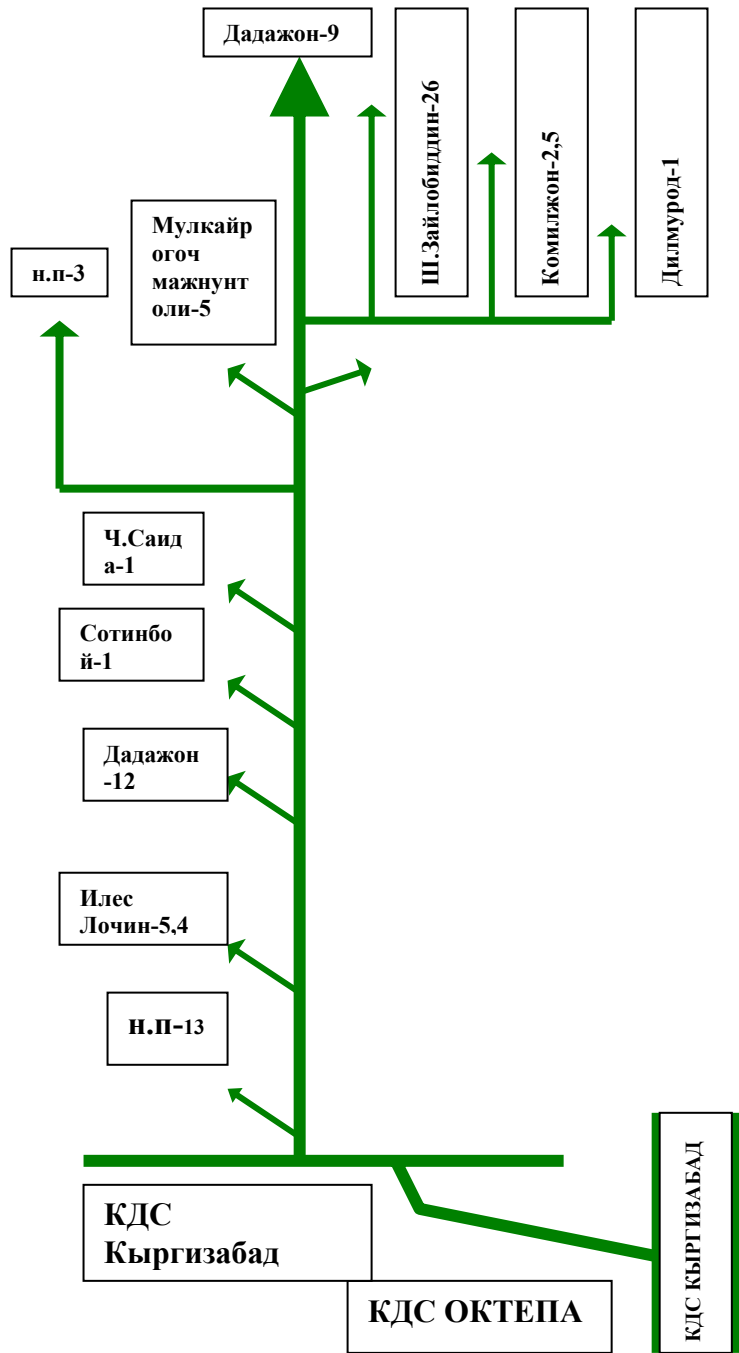 Дадажон-9
Ш.Зайлобиддин-26
Комилжон-2,5
Дилмурод-1
Мулкайр
огоч
мажнунт
оли-5
н.п-3
Ч.Саид
а-1
Сотинбо
й-1
Дадажон
-12
Илес
Лочин-5,4
н.п-13
КДС
Кыргизабад
КДС ОКТЕПА
КДС КЫРГИЗАБАД